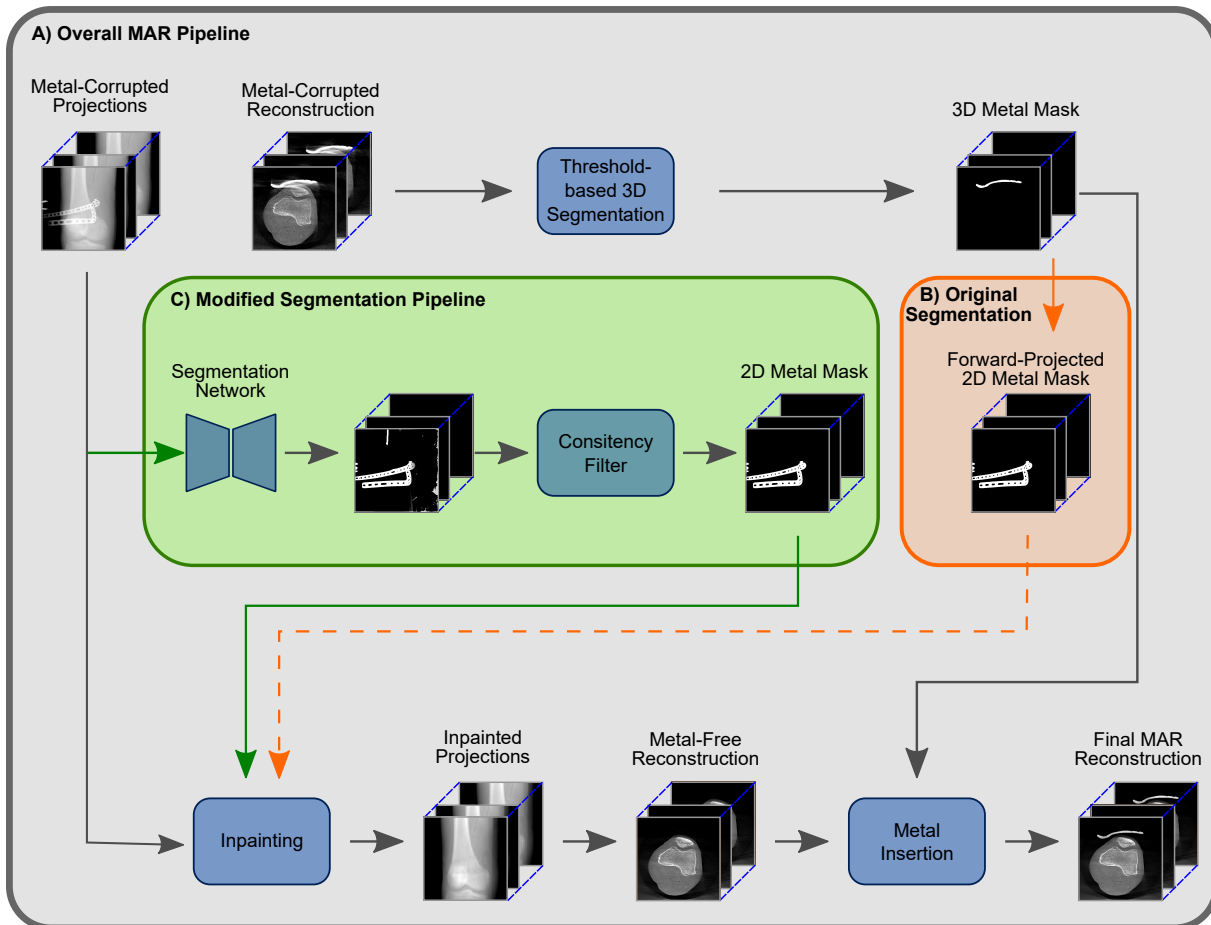 A) Overall MAR Pipeline
Metal-Corrupted
Projections
Metal-Corrupted
Reconstruction
Threshold-
based 3D
Segmentation
3D Metal Mask
C) Modified Segmentation Pipeline
B) Original
Segmentation
Segmentation
Network
Consitency
Filter
2D Metal Mask
Forward-Projected
2D Metal Mask
Inpainting
Inpainted
Projections
Metal-Free
Reconstruction
Metal
Insertion
Final MAR
Reconstruction